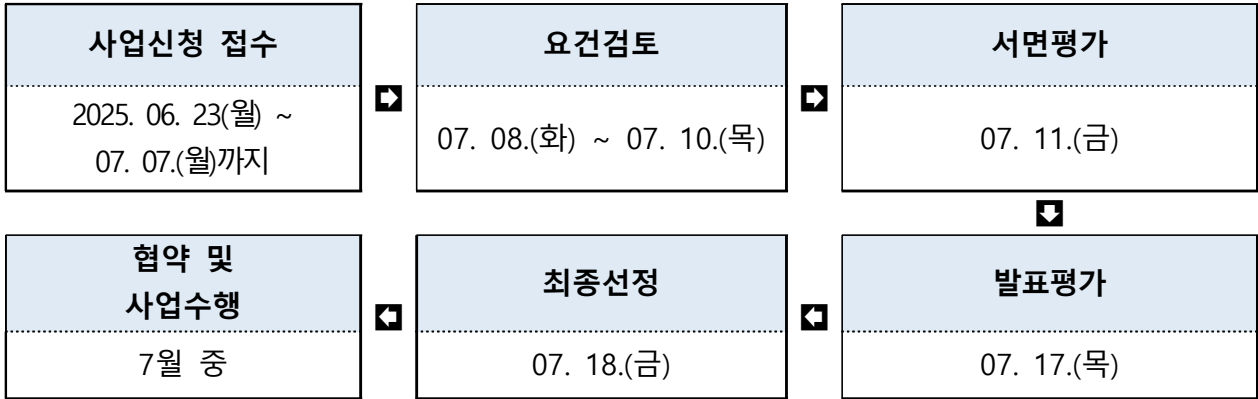 사업신청 접수
2025. 06. 23(월) ~
07. 07.(월)까지
요건검토
07. 08.(화) ~ 07. 10.(목)
서면평가
07. 11.(금)
발표평가
07. 17.(목)
최종선정
07. 18.(금)
협약 및
사업수행
7월 중